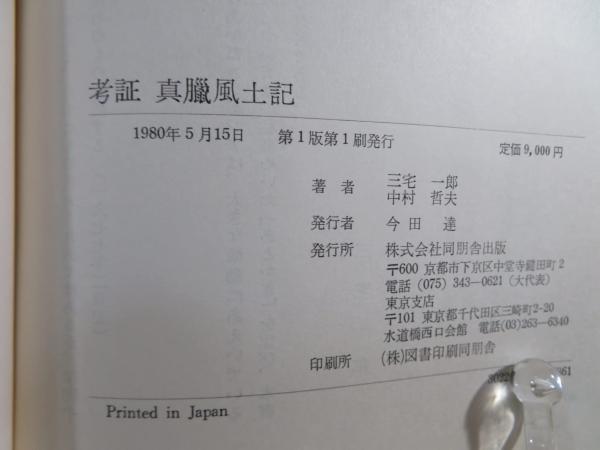 考証 真臘風土記
1980年5月15日 第1版第1刷発行 定価 9,000円
著者 三宅 一郎
中村 哲夫
発行者 今田 達
発行所 株式会社同朋舎出版
〒600 京都市下京区中堂寺鍵田町2
電話 (075) 343—0621 (大代表)
東京支店
〒101 東京都千代田区三崎町2-20
水道橋西口会館 電話(03)263—6340
印刷所 (株)図書印刷同朋舎
Printed in Japan